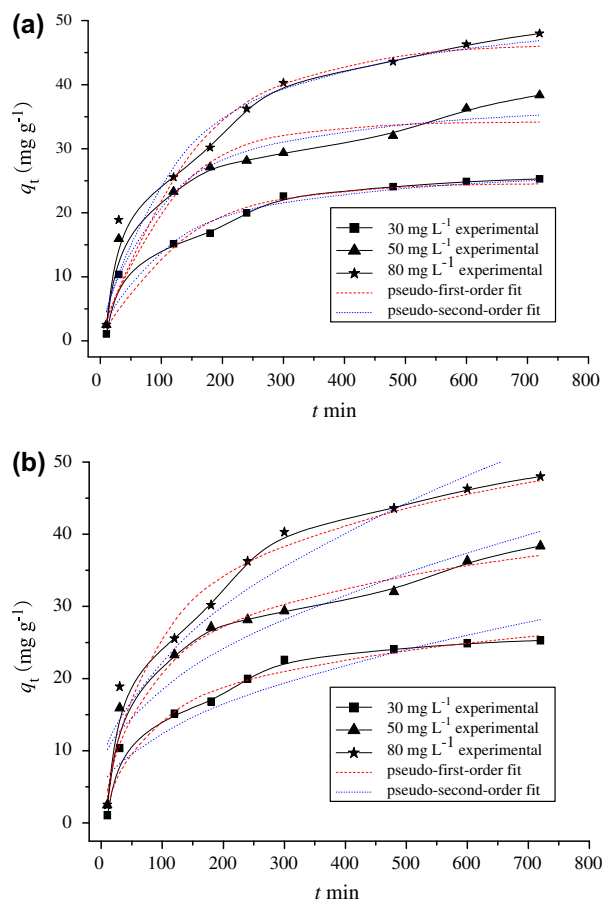 (a)
50
40
30
20
10
0
qt (mg g-1)
30 mg L-1 experimental
50 mg L-1 experimental
80 mg L-1 experimental
pseudo-first-order fit
pseudo-second-order fit
0 100 200 300 400 500 600 700 800
t min
(b)
50
40
30
20
10
0
qt (mg g-1)
30 mg L-1 experimental
50 mg L-1 experimental
80 mg L-1 experimental
pseudo-first-order fit
pseudo-second-order fit
0 100 200 300 400 500 600 700 800
t min